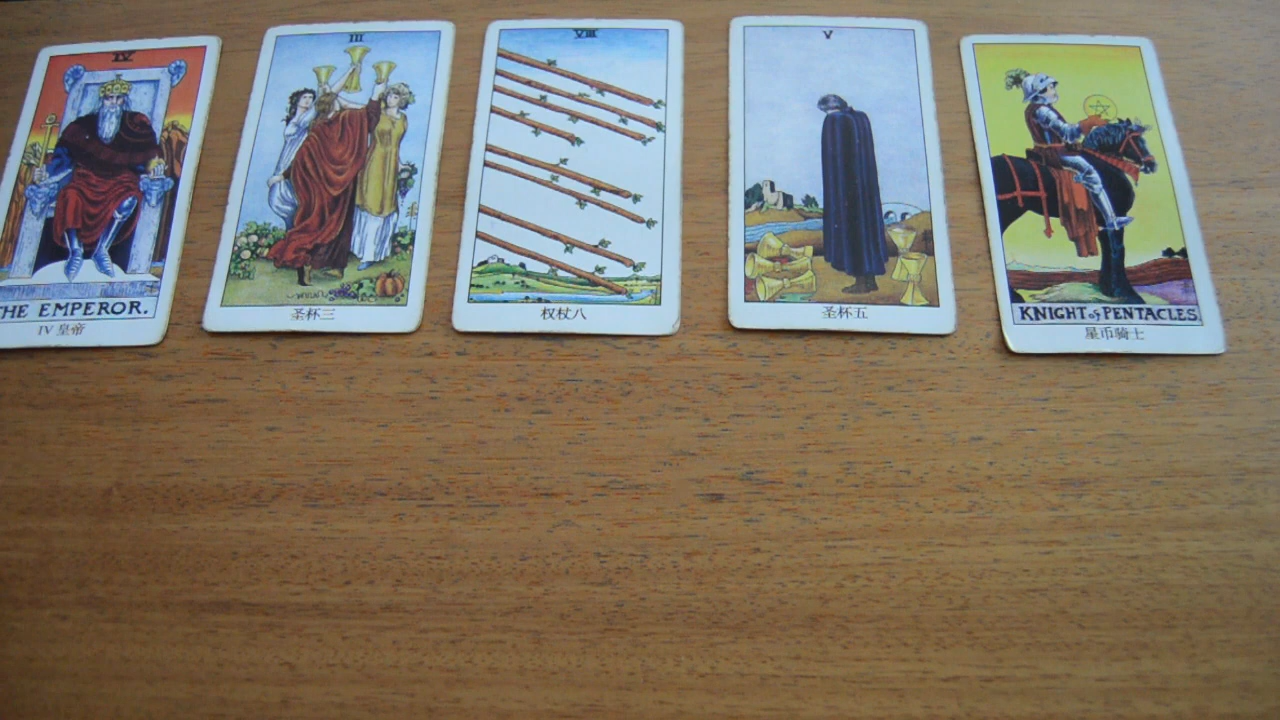 IV
THE EMPEROR.
IV 皇帝
III
圣杯三
VIII
权杖八
V
圣杯五
KNIGHT of PENTACLES
星币骑士